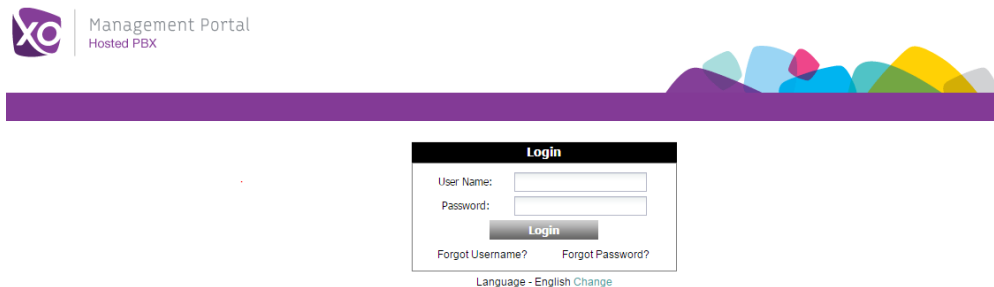 XO
Management Portal
Hosted PBX
Login
User Name:
Password:
Login
Forgot Username? Forgot Password?
Language - English Change